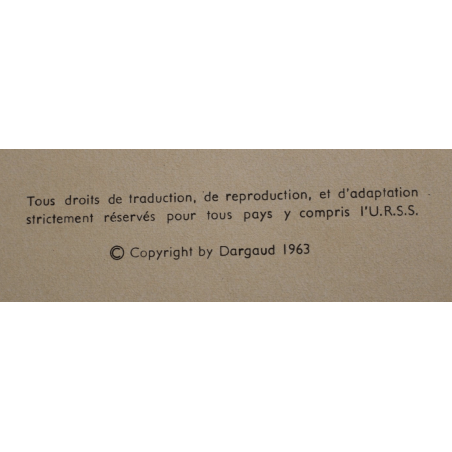 Tous droits de traduction, de reproduction, et d'adaptation
strictement réservés pour tous pays y compris l'U.R.S.S.
© Copyright by Dargaud 1963